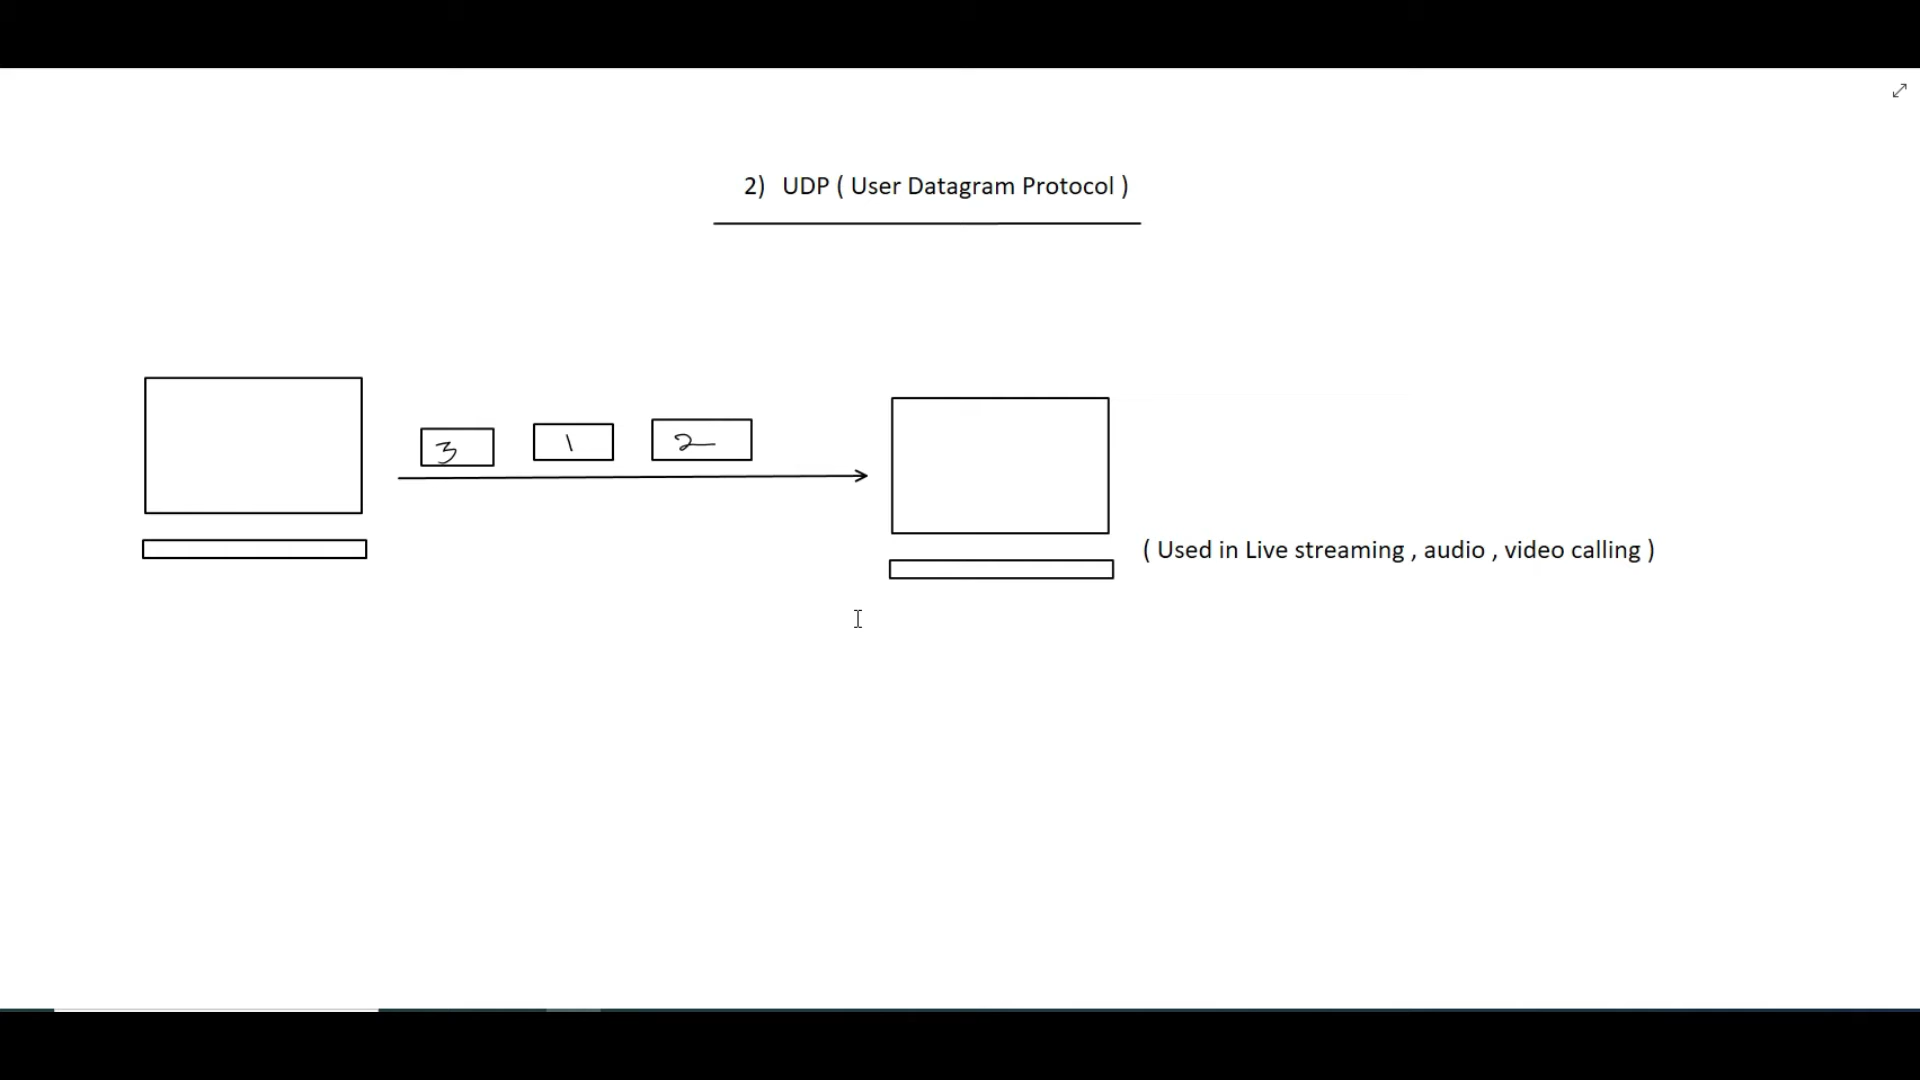 2) UDP ( User Datagram Protocol )
3 1 2
( Used in Live streaming , audio , video calling )